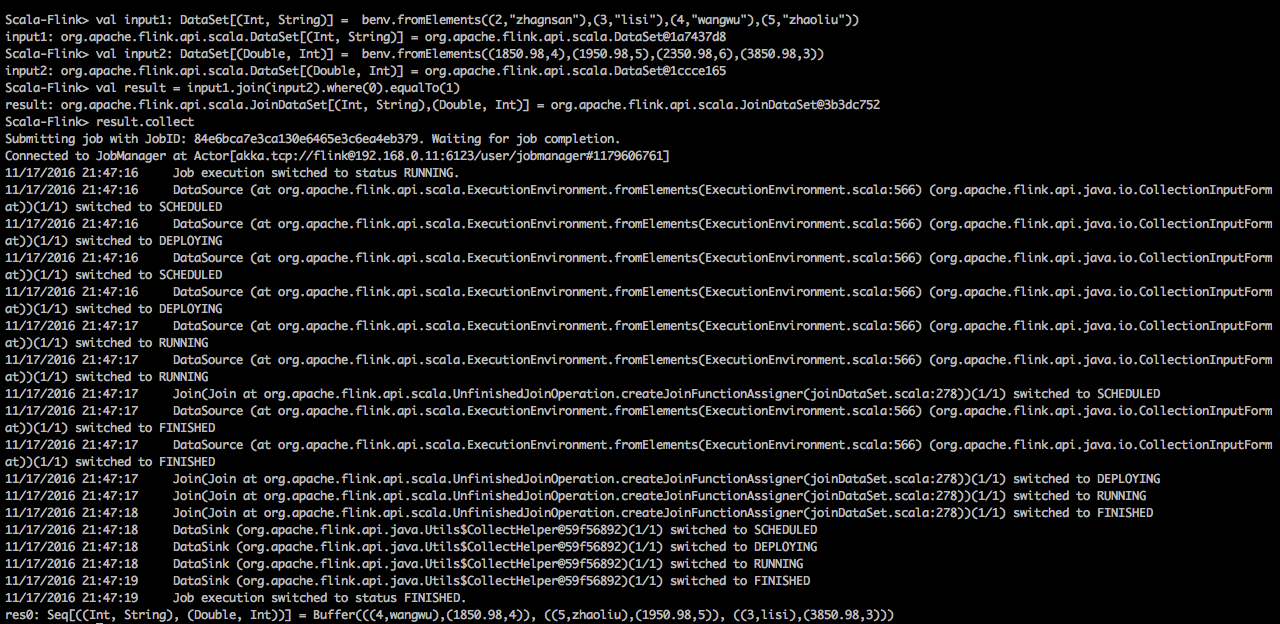 Scala-Flink> val input1: DataSet[(Int, String)] =  benv.fromElements((2,"zhagnsan"),(3,"lisi"),(4,"wangwu"),(5,"zhaoliu"))
input1: org.apache.flink.api.scala.DataSet[(Int, String)] = org.apache.flink.api.scala.DataSet@1a7437d8
Scala-Flink> val input2: DataSet[(Double, Int)] =  benv.fromElements((1850.98,4),(1950.98,5),(2350.98,6),(3850.98,3))
input2: org.apache.flink.api.scala.DataSet[(Double, Int)] = org.apache.flink.api.scala.DataSet@1ccce165
Scala-Flink> val result = input1.join(input2).where(0).equalTo(1)
result: org.apache.flink.api.scala.JoinDataSet[(Int, String),(Double, Int)] = org.apache.flink.api.scala.JoinDataSet@3b3dc752
Scala-Flink> result.collect
Submitting job with JobID: 84e6bca7e3ca130e6465e3c6ea4eb379. Waiting for job completion.
Connected to JobManager at Actor[akka.tcp://flink@192.168.0.11:6123/user/jobmanager#1179606761]
11/17/2016 21:47:16     Job execution switched to status RUNNING.
11/17/2016 21:47:16     DataSource (at org.apache.flink.api.scala.ExecutionEnvironment.fromElements(ExecutionEnvironment.scala:566) (org.apache.flink.api.java.io.CollectionInputForm
at))(1/1) switched to SCHEDULED
11/17/2016 21:47:16     DataSource (at org.apache.flink.api.scala.ExecutionEnvironment.fromElements(ExecutionEnvironment.scala:566) (org.apache.flink.api.java.io.CollectionInputForm
at))(1/1) switched to DEPLOYING
11/17/2016 21:47:16     DataSource (at org.apache.flink.api.scala.ExecutionEnvironment.fromElements(ExecutionEnvironment.scala:566) (org.apache.flink.api.java.io.CollectionInputForm
at))(1/1) switched to SCHEDULED
11/17/2016 21:47:16     DataSource (at org.apache.flink.api.scala.ExecutionEnvironment.fromElements(ExecutionEnvironment.scala:566) (org.apache.flink.api.java.io.CollectionInputForm
at))(1/1) switched to DEPLOYING
11/17/2016 21:47:17     DataSource (at org.apache.flink.api.scala.ExecutionEnvironment.fromElements(ExecutionEnvironment.scala:566) (org.apache.flink.api.java.io.CollectionInputForm
at))(1/1) switched to RUNNING
11/17/2016 21:47:17     DataSource (at org.apache.flink.api.scala.ExecutionEnvironment.fromElements(ExecutionEnvironment.scala:566) (org.apache.flink.api.java.io.CollectionInputForm
at))(1/1) switched to RUNNING
11/17/2016 21:47:17     Join(Join at org.apache.flink.api.scala.UnfinishedJoinOperation.createJoinFunctionAssigner(joinDataSet.scala:278))(1/1) switched to SCHEDULED
11/17/2016 21:47:17     DataSource (at org.apache.flink.api.scala.ExecutionEnvironment.fromElements(ExecutionEnvironment.scala:566) (org.apache.flink.api.java.io.CollectionInputForm
at))(1/1) switched to FINISHED
11/17/2016 21:47:17     DataSource (at org.apache.flink.api.scala.ExecutionEnvironment.fromElements(ExecutionEnvironment.scala:566) (org.apache.flink.api.java.io.CollectionInputForm
at))(1/1) switched to FINISHED
11/17/2016 21:47:17     Join(Join at org.apache.flink.api.scala.UnfinishedJoinOperation.createJoinFunctionAssigner(joinDataSet.scala:278))(1/1) switched to DEPLOYING
11/17/2016 21:47:17     Join(Join at org.apache.flink.api.scala.UnfinishedJoinOperation.createJoinFunctionAssigner(joinDataSet.scala:278))(1/1) switched to RUNNING
11/17/2016 21:47:18     Join(Join at org.apache.flink.api.scala.UnfinishedJoinOperation.createJoinFunctionAssigner(joinDataSet.scala:278))(1/1) switched to FINISHED
11/17/2016 21:47:18     DataSink (org.apache.flink.api.java.Utils$CollectHelper@59f56892)(1/1) switched to SCHEDULED
11/17/2016 21:47:18     DataSink (org.apache.flink.api.java.Utils$CollectHelper@59f56892)(1/1) switched to DEPLOYING
11/17/2016 21:47:18     DataSink (org.apache.flink.api.java.Utils$CollectHelper@59f56892)(1/1) switched to RUNNING
11/17/2016 21:47:19     DataSink (org.apache.flink.api.java.Utils$CollectHelper@59f56892)(1/1) switched to FINISHED
11/17/2016 21:47:19     Job execution switched to status FINISHED.
res0: Seq[((Int, String), (Double, Int))] = Buffer(((4,wangwu),(1850.98,4)), ((5,zhaoliu),(1950.98,5)), ((3,lisi),(3850.98,3)))